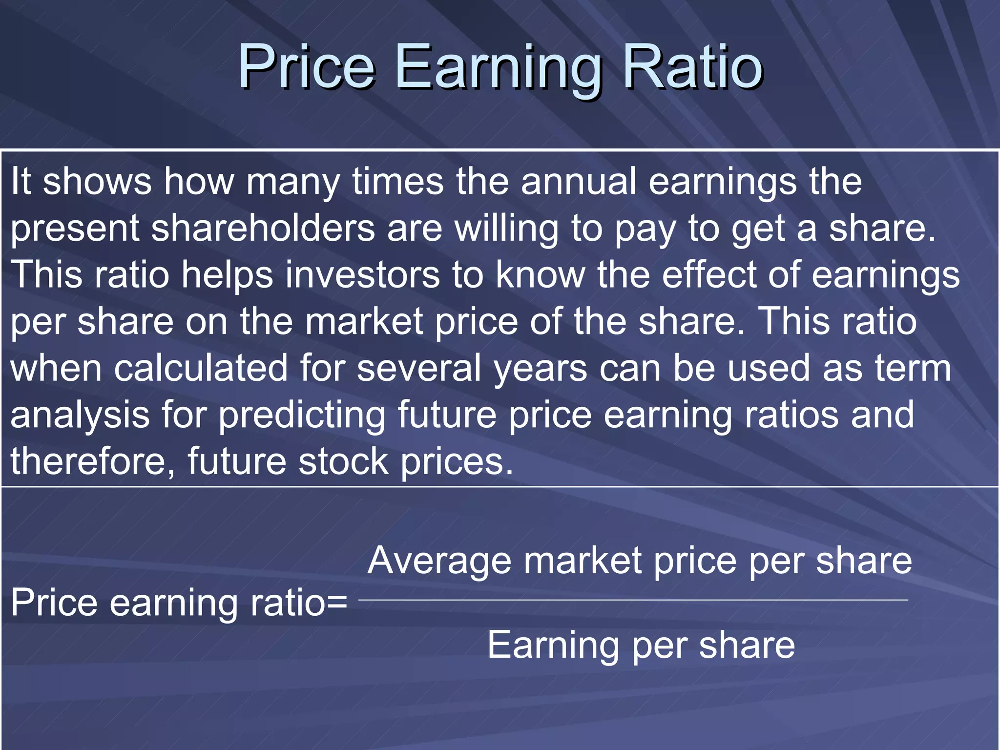 Price Earning Ratio
It shows how many times the annual earnings the
present shareholders are willing to pay to get a share.
This ratio helps investors to know the effect of earnings
per share on the market price of the share. This ratio
when calculated for several years can be used as term
analysis for predicting future price earning ratios and
therefore, future stock prices.
Average market price per share
Price earning ratio=
Earning per share